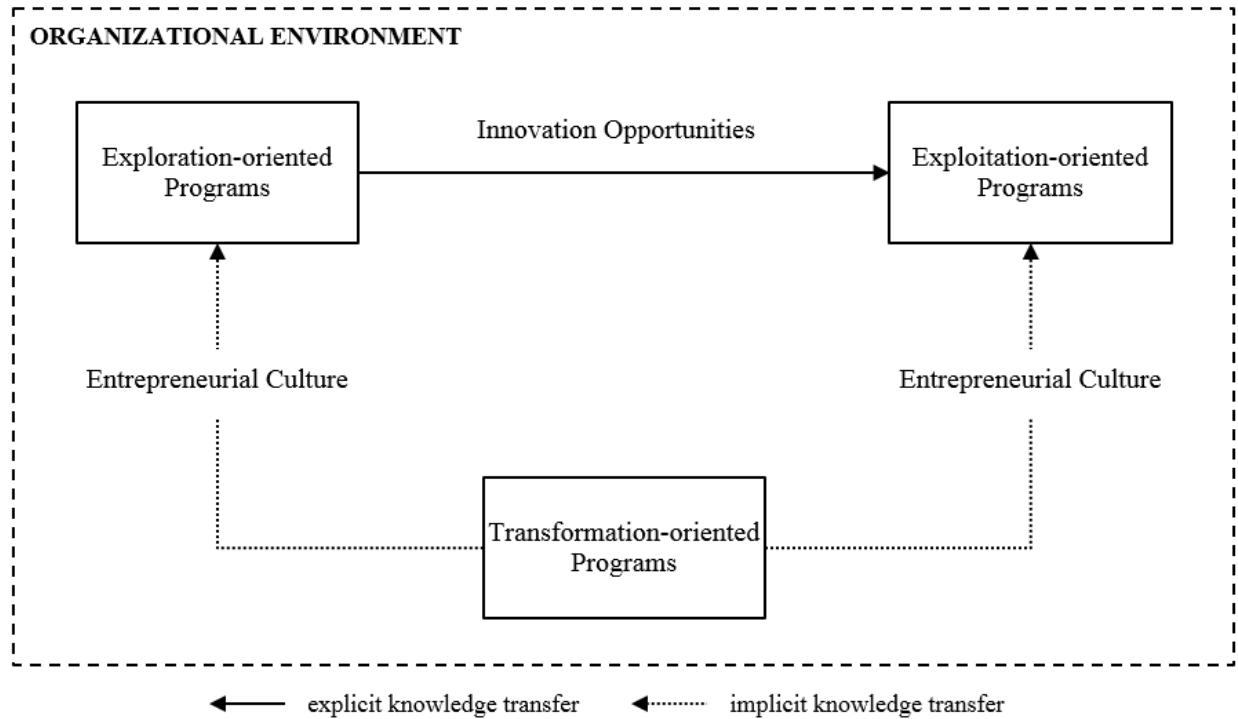 ORGANIZATIONAL ENVIRONMENT
Exploration-oriented
Programs
Innovation Opportunities
Exploitation-oriented
Programs
Entrepreneurial Culture
Entrepreneurial Culture
Transformation-oriented
Programs
explicit knowledge transfer
implicit knowledge transfer